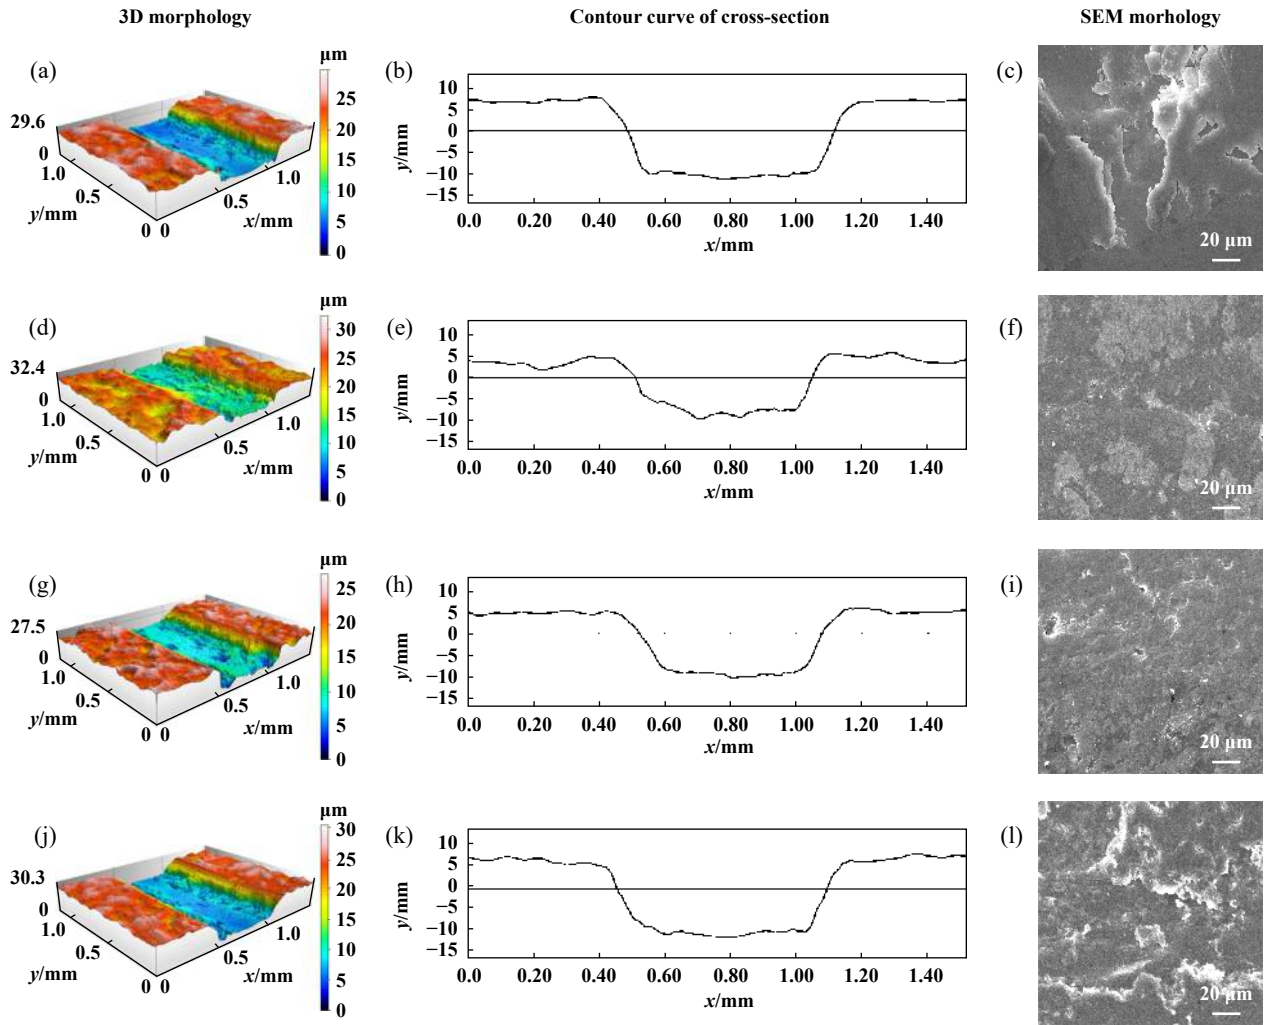 3D morphology
Contour curve of cross-section
SEM morhology
(a)
µm
25
20
15
10
5
0
29.6
0
1.0
0.5
y/mm
0 0
0.5
1.0
x/mm
(b)
10
5
0
−5
−10
−15
y/mm
0.0 0.20 0.40 0.60 0.80 1.00 1.20 1.40
x/mm
(c)
20 µm
(d)
µm
30
25
20
15
10
5
0
32.4
0
1.0
0.5
y/mm
0 0
0.5
1.0
x/mm
(e)
10
5
0
−5
−10
−15
y/mm
0.0 0.20 0.40 0.60 0.80 1.00 1.20 1.40
x/mm
(f)
20 µm
(g)
µm
25
20
15
10
5
0
27.5
0
1.0
0.5
y/mm
0 0
0.5
1.0
x/mm
(h)
10
5
0
−5
−10
−15
y/mm
0.0 0.20 0.40 0.60 0.80 1.00 1.20 1.40
x/mm
(i)
20 µm
(j)
µm
30
25
20
15
10
5
0
30.3
0
1.0
0.5
y/mm
0 0
0.5
1.0
x/mm
(k)
10
5
0
−5
−10
−15
y/mm
0.0 0.20 0.40 0.60 0.80 1.00 1.20 1.40
x/mm
(l)
20 µm